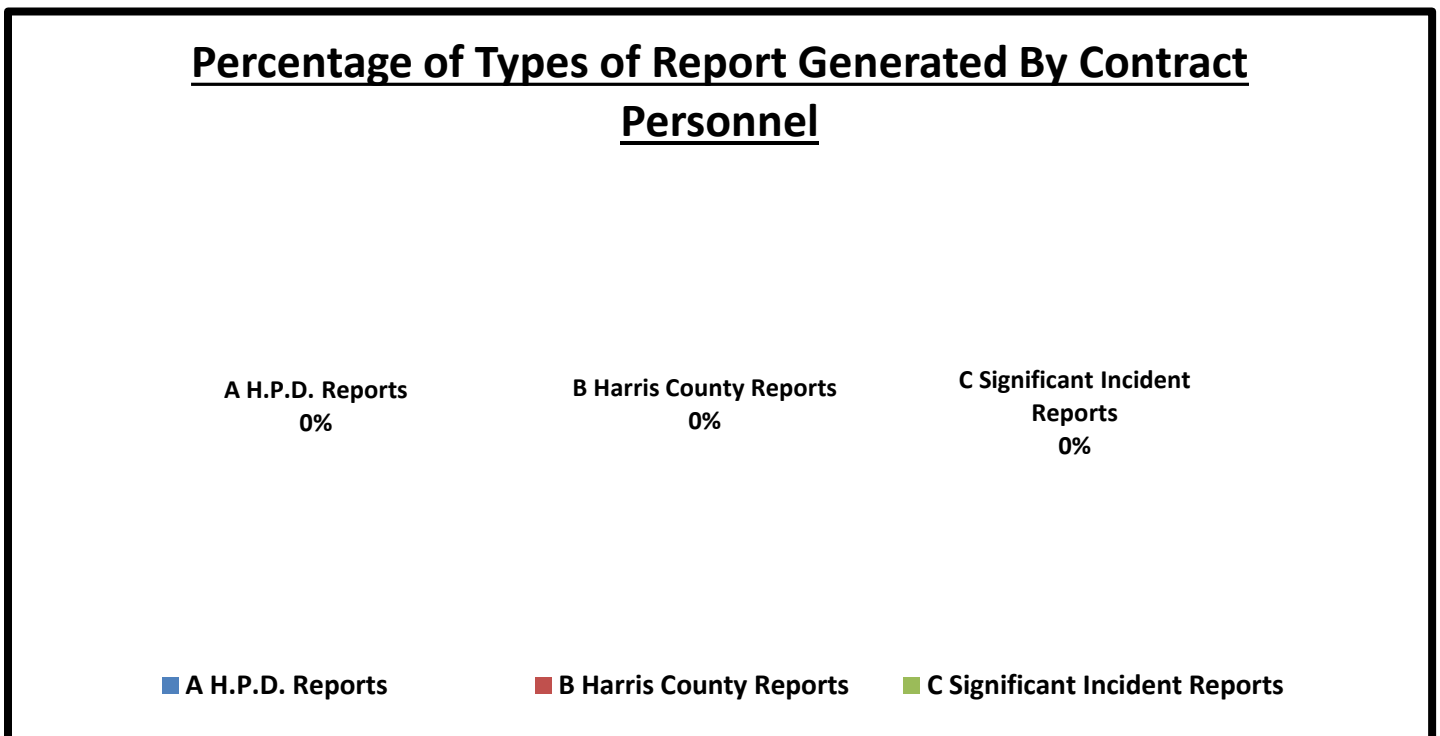 Percentage of Types of Report Generated By Contract
Personnel
A H.P.D. Reports
0%
B Harris County Reports
0%
C Significant Incident
Reports
0%
A H.P.D. Reports
B Harris County Reports
C Significant Incident Reports